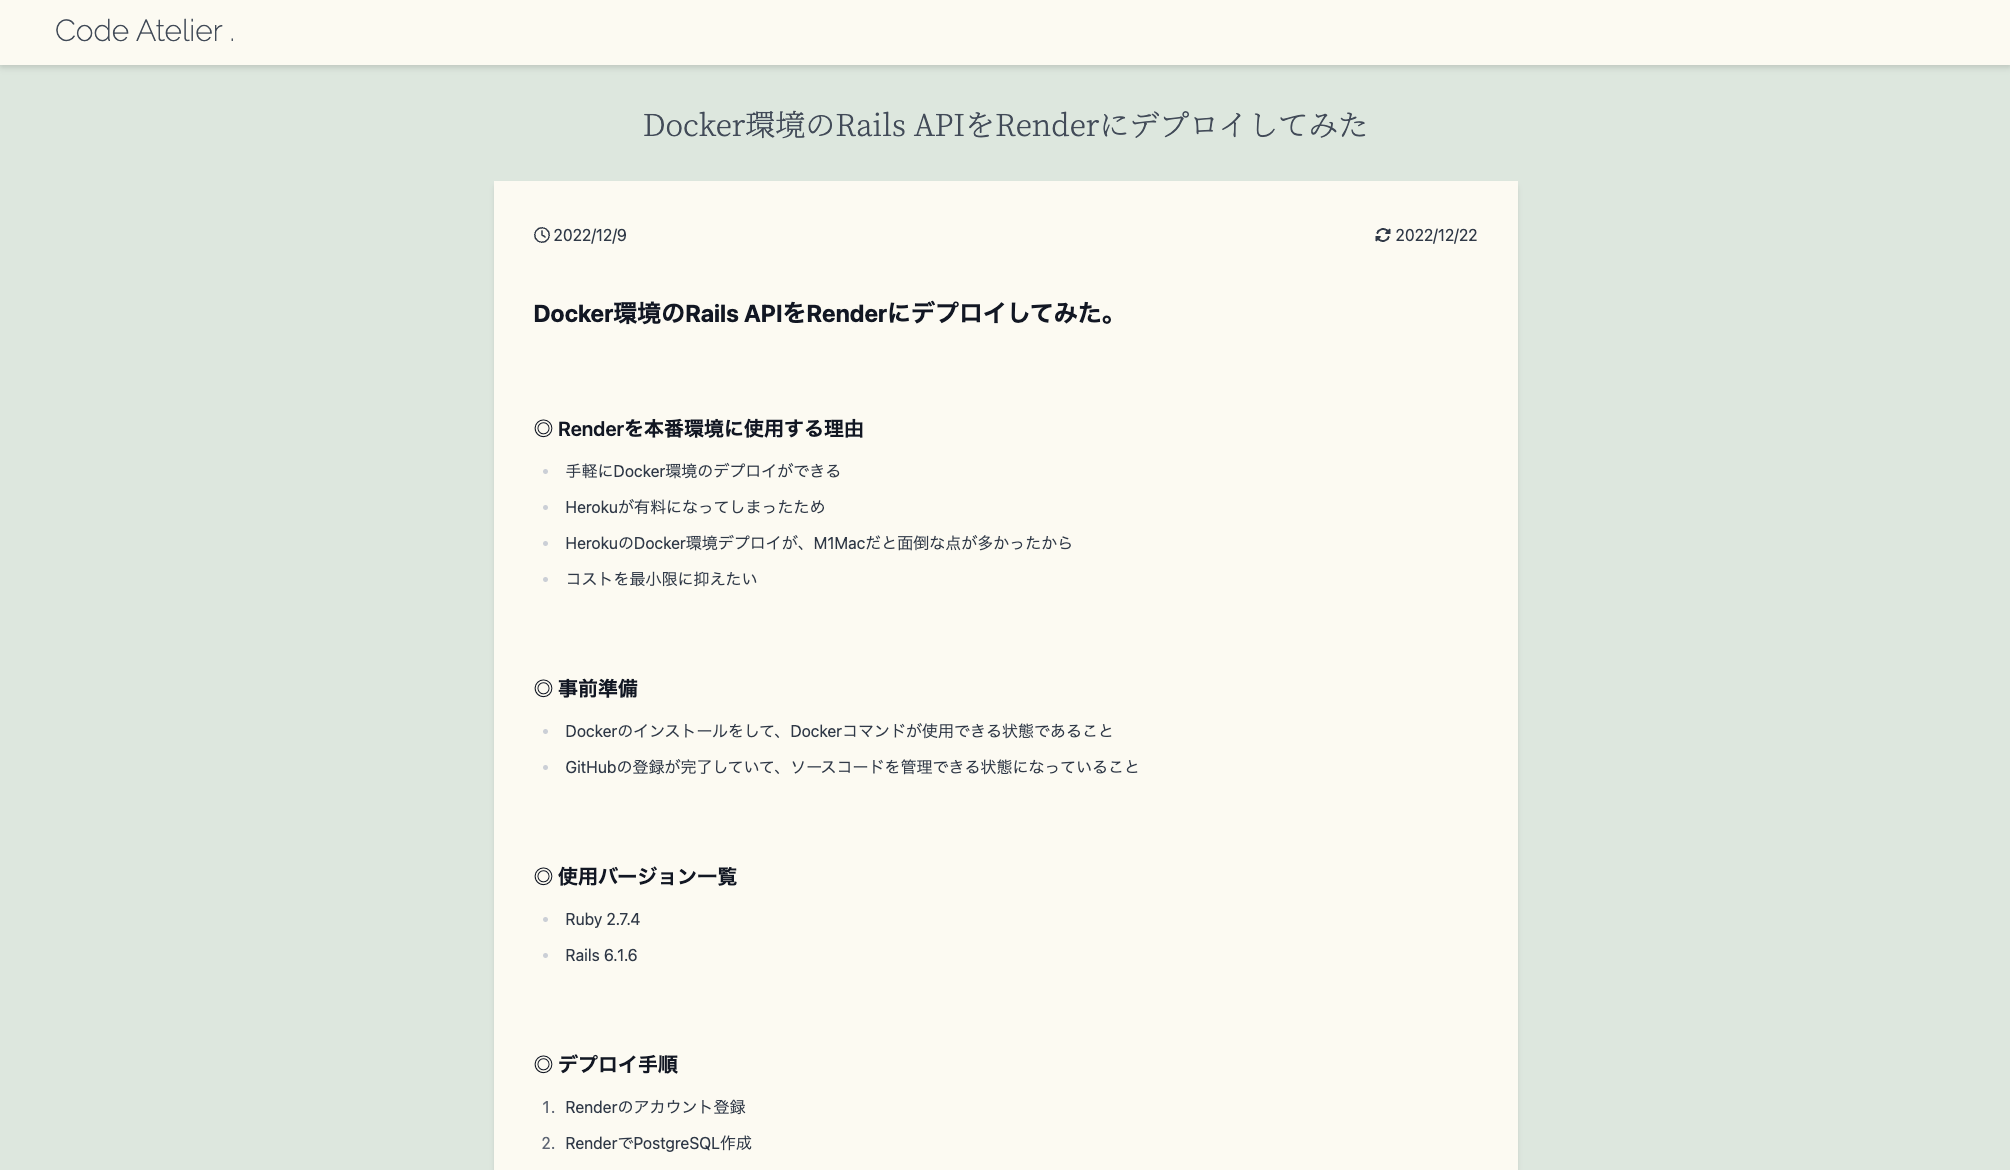 Code Atelier .
Docker環境のRails APIをRenderにデプロイしてみた
2022/12/9
2022/12/22
Docker環境のRails APIをRenderにデプロイしてみた。
◎ Renderを本番環境に使用する理由
• 手軽にDocker環境のデプロイができる
• Herokuが有料になってしまったため
• HerokuのDocker環境デプロイが、M1Macだと面倒な点が多かったから
• コストを最小限に抑えたい
◎ 事前準備
• Dockerのインストールをして、Dockerコマンドが使用できる状態であること
• GitHubの登録が完了していて、ソースコードを管理できる状態になっていること
◎ 使用バージョン一覧
• Ruby 2.7.4
• Rails 6.1.6
◎ デプロイ手順
1. Renderのアカウント登録
2. RenderでPostgreSQL作成